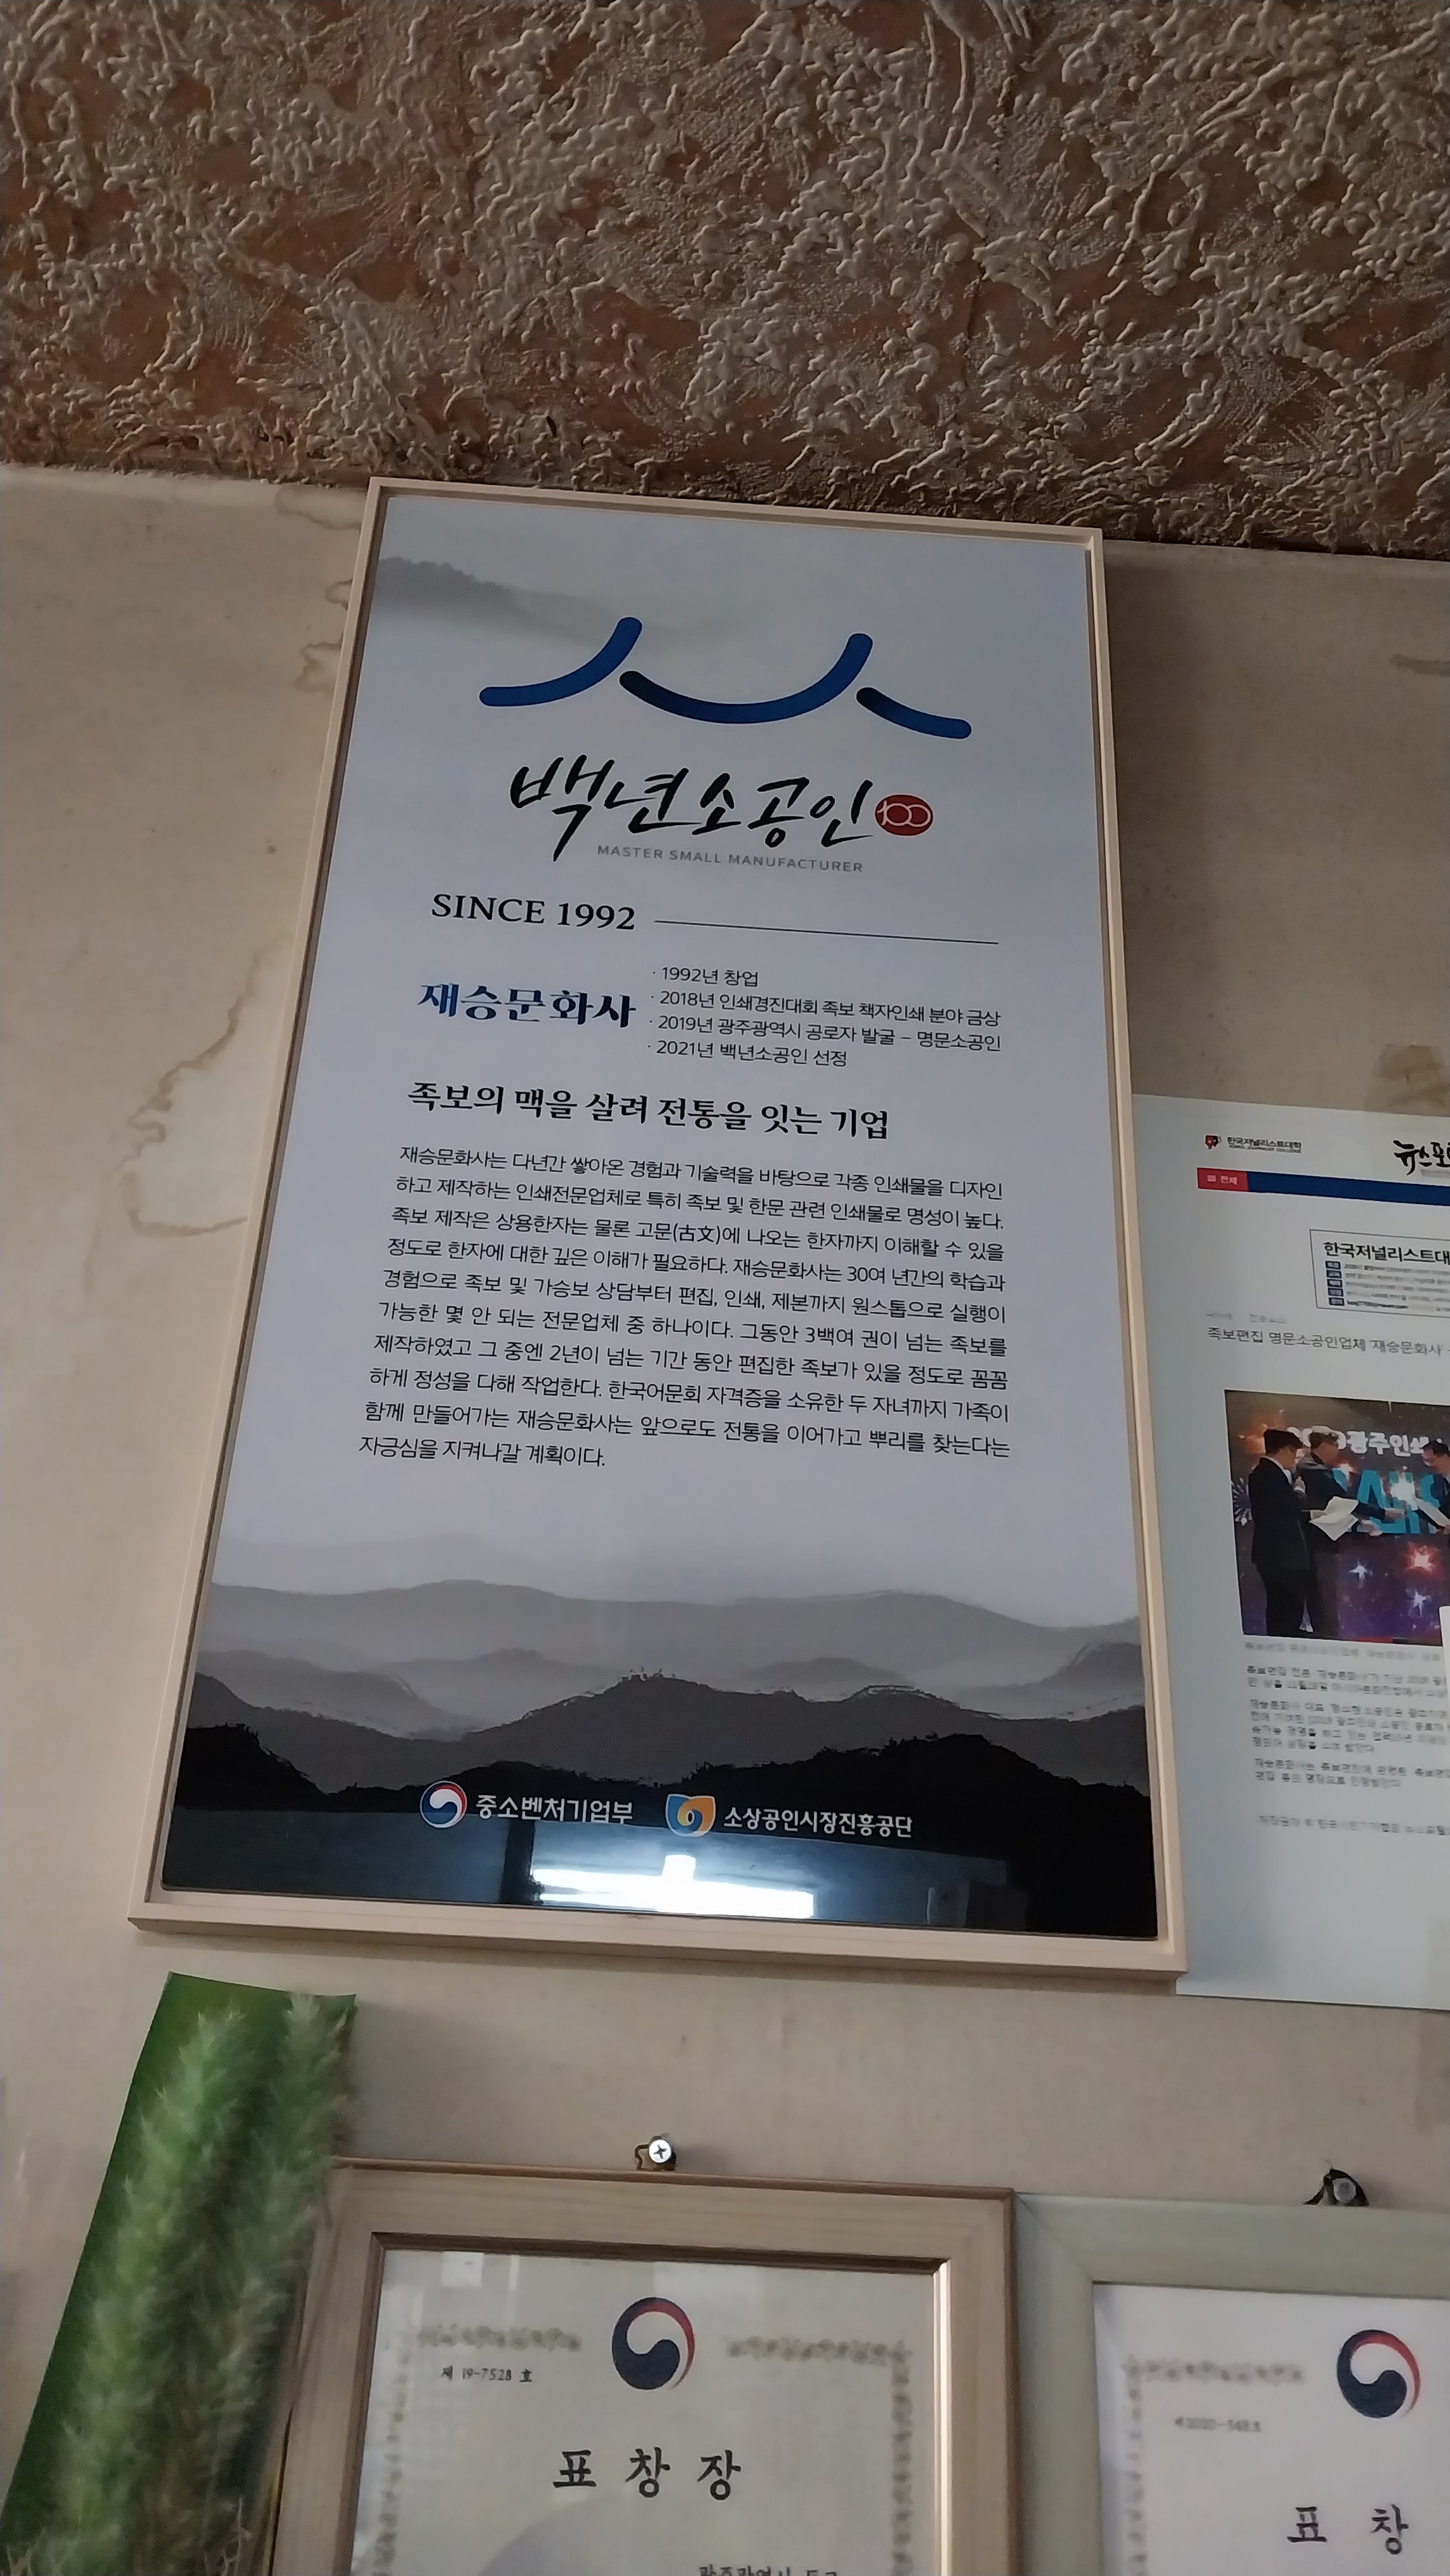 백년소공인 100
MASTER SMALL MANUFACTURER
SINCE 1992
재승문화사
· 1992년 창업
· 2018년 인쇄경진대회 족보 책자인쇄 분야 금상
· 2019년 광주광역시 공로자 발굴 – 명문소공인
· 2021년 백년소공인 선정
족보의 맥을 살려 전통을 잇는 기업
재승문화사는 다년간 쌓아온 경험과 기술력을 바탕으로 각종 인쇄물을 디자인
하고 제작하는 인쇄전문업체로 특히 족보 및 한문 관련 인쇄물로 명성이 높다.
족보 제작은 상용한자는 물론 고문(古文)에 나오는 한자까지 이해할 수 있을
정도로 한자에 대한 깊은 이해가 필요하다. 재승문화사는 30여 년간의 학습과
경험으로 족보 및 가승보 상담부터 편집, 인쇄, 제본까지 원스톱으로 실행이
가능한 몇 안 되는 전문업체 중 하나이다. 그동안 3백여 권이 넘는 족보를
제작하였고 그 중엔 2년이 넘는 기간 동안 편집한 족보가 있을 정도로 꼼꼼
하게 정성을 다해 작업한다. 한국어문회 자격증을 소유한 두 자녀까지 가족이
함께 만들어가는 재승문화사는 앞으로도 전통을 이어가고 뿌리를 찾는다는
자긍심을 지켜나갈 계획이다.
중소벤처기업부 소상공인시장진흥공단
한국저널리스트대학
전체
한국저널리스트대
족보편집 명문소공인업체 '재승문화사'
광주인쇄
제 19-7528 호
표창장
표창